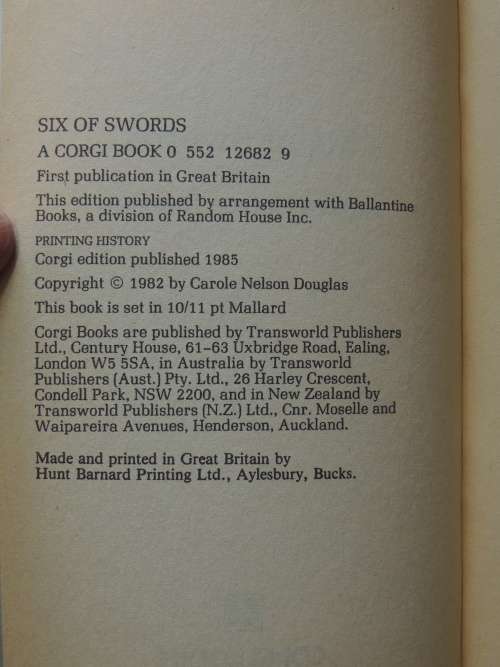 SIX OF SWORDS
A CORGI BOOK 0 552 12682 9
First publication in Great Britain
This edition published by arrangement with Ballantine
Books, a division of Random House Inc.
PRINTING HISTORY
Corgi edition published 1985
Copyright © 1982 by Carole Nelson Douglas
This book is set in 10/11 pt Mallard
Corgi Books are published by Transworld Publishers
Ltd., Century House, 61–63 Uxbridge Road, Ealing,
London W5 5SA, in Australia by Transworld
Publishers (Aust.) Pty. Ltd., 26 Harley Crescent,
Condell Park, NSW 2200, and in New Zealand by
Transworld Publishers (N.Z.) Ltd., Cnr. Moselle and
Waipareira Avenues, Henderson, Auckland.
Made and printed in Great Britain by
Hunt Barnard Printing Ltd., Aylesbury, Bucks.